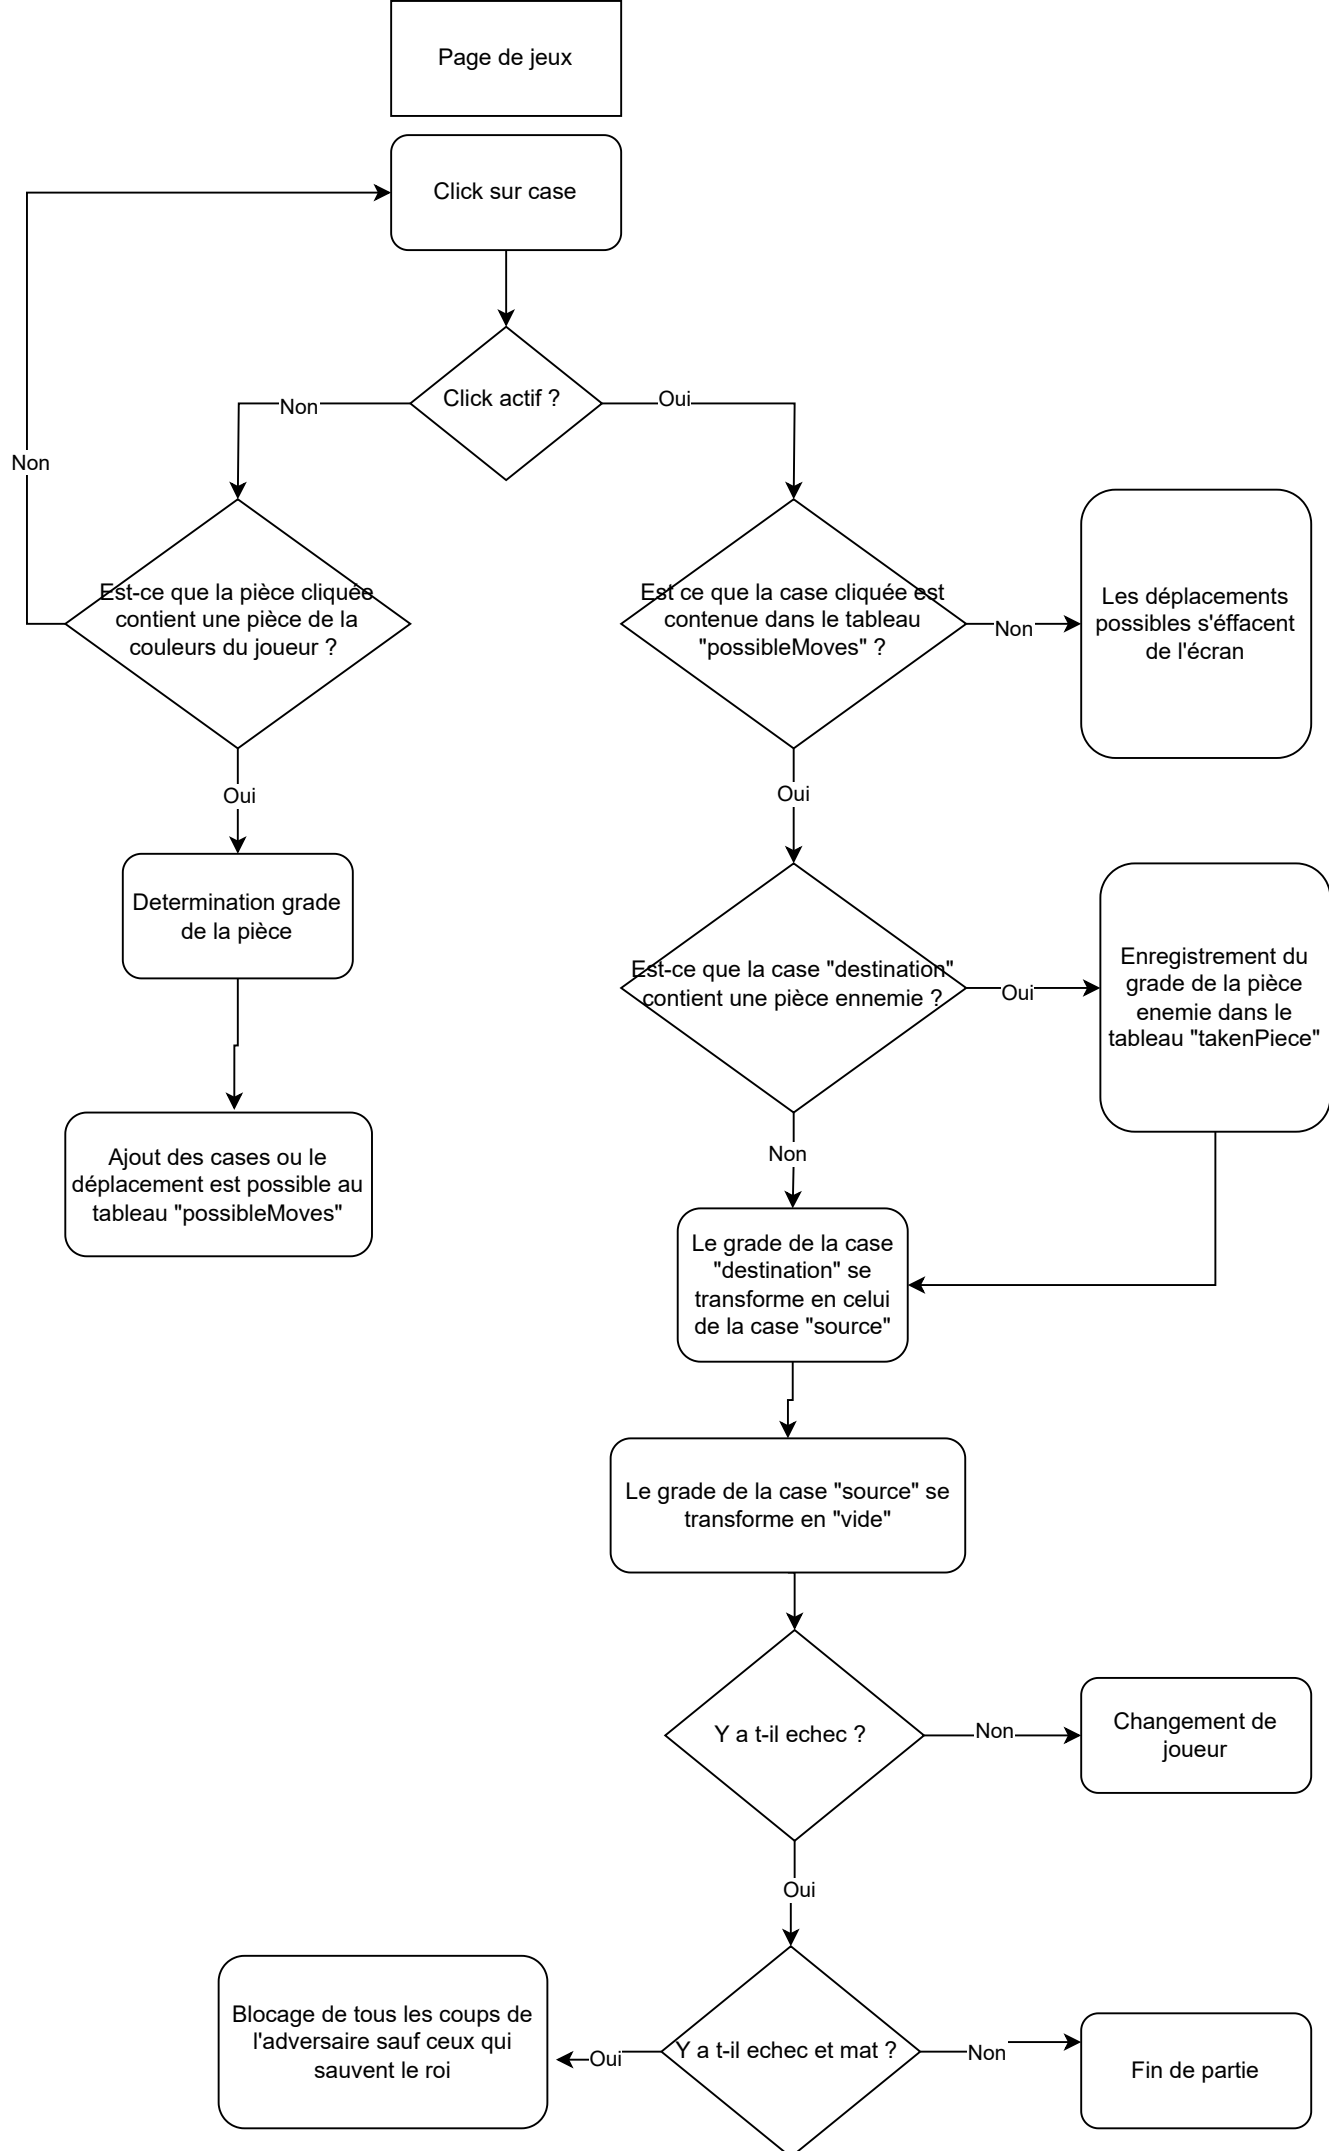 Page de jeux
Click sur case
Click actif ?
Non
Oui
Non
Est-ce que la pièce cliquée
contient une pièce de la
couleurs du joueur ?
Est ce que la case cliquée est
contenue dans le tableau
"possibleMoves" ?
Non
Les déplacements
possibles s'éffacent
de l'écran
Oui
Oui
Determination grade
de la pièce
Est-ce que la case "destination"
contient une pièce ennemie ?
Oui
Enregistrement du
grade de la pièce
enemie dans le
tableau "takenPiece"
Ajout des cases ou le
déplacement est possible au
tableau "possibleMoves"
Non
Le grade de la case
"destination" se
transforme en celui
de la case "source"
Le grade de la case "source" se
transforme en "vide"
Y a t-il echec ?
Non
Changement de
joueur
Oui
Blocage de tous les coups de
l'adversaire sauf ceux qui
sauvent le roi
Oui
Y a t-il echec et mat ?
Non
Fin de partie